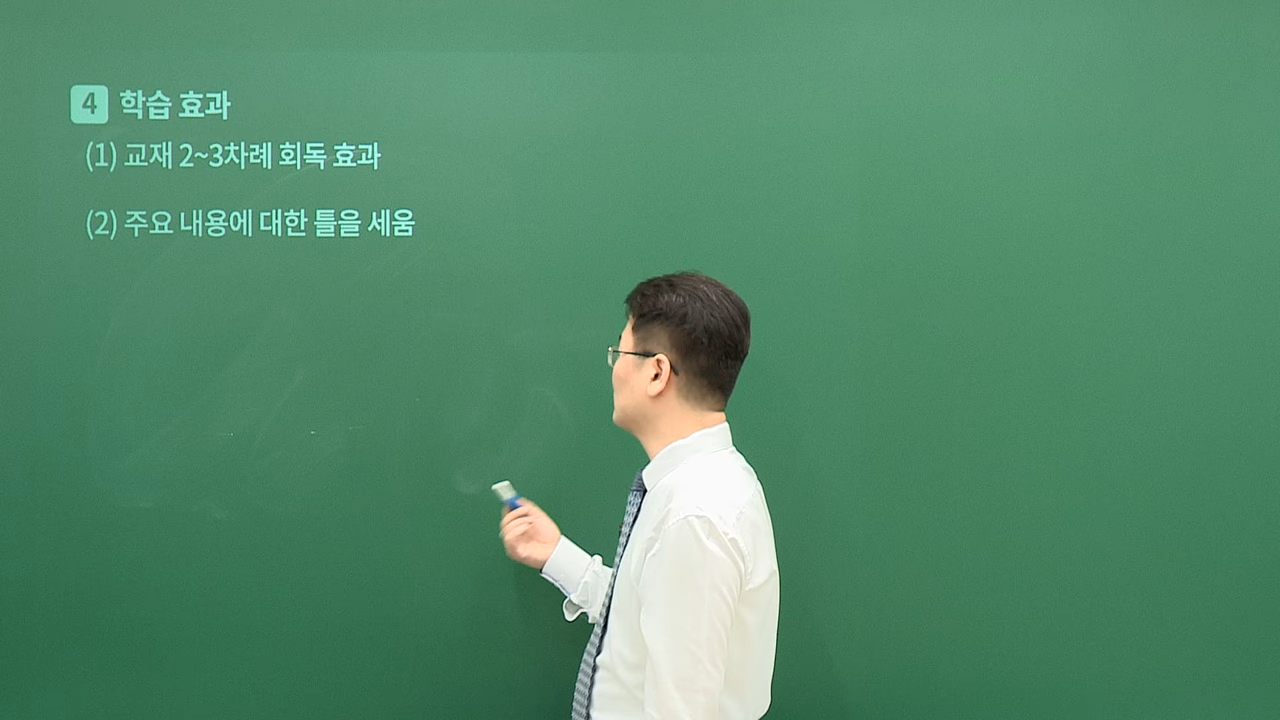 4 학습 효과
(1) 교재 2~3차례 회독 효과
(2) 주요 내용에 대한 틀을 세움